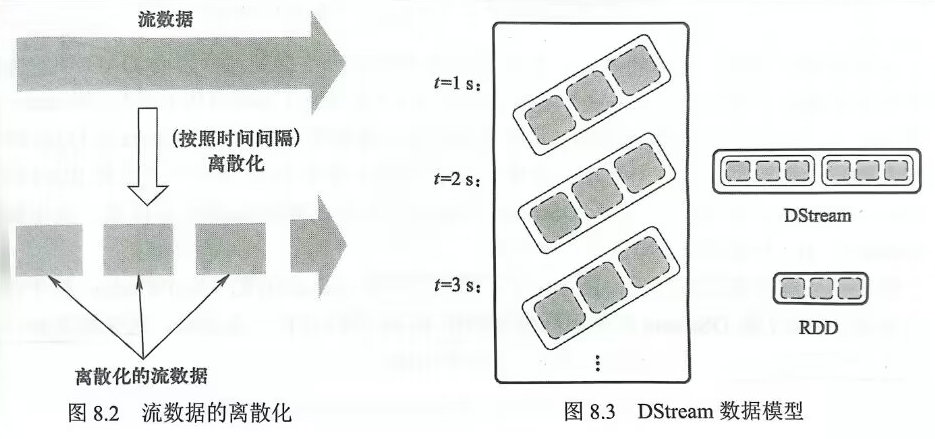 流数据
(按照时间间隔)
离散化
离散化的流数据
图 8.2 流数据的离散化
t=1 s:
t=2 s:
t=3 s:
⋮
DStream
RDD
图 8.3 DStream 数据模型